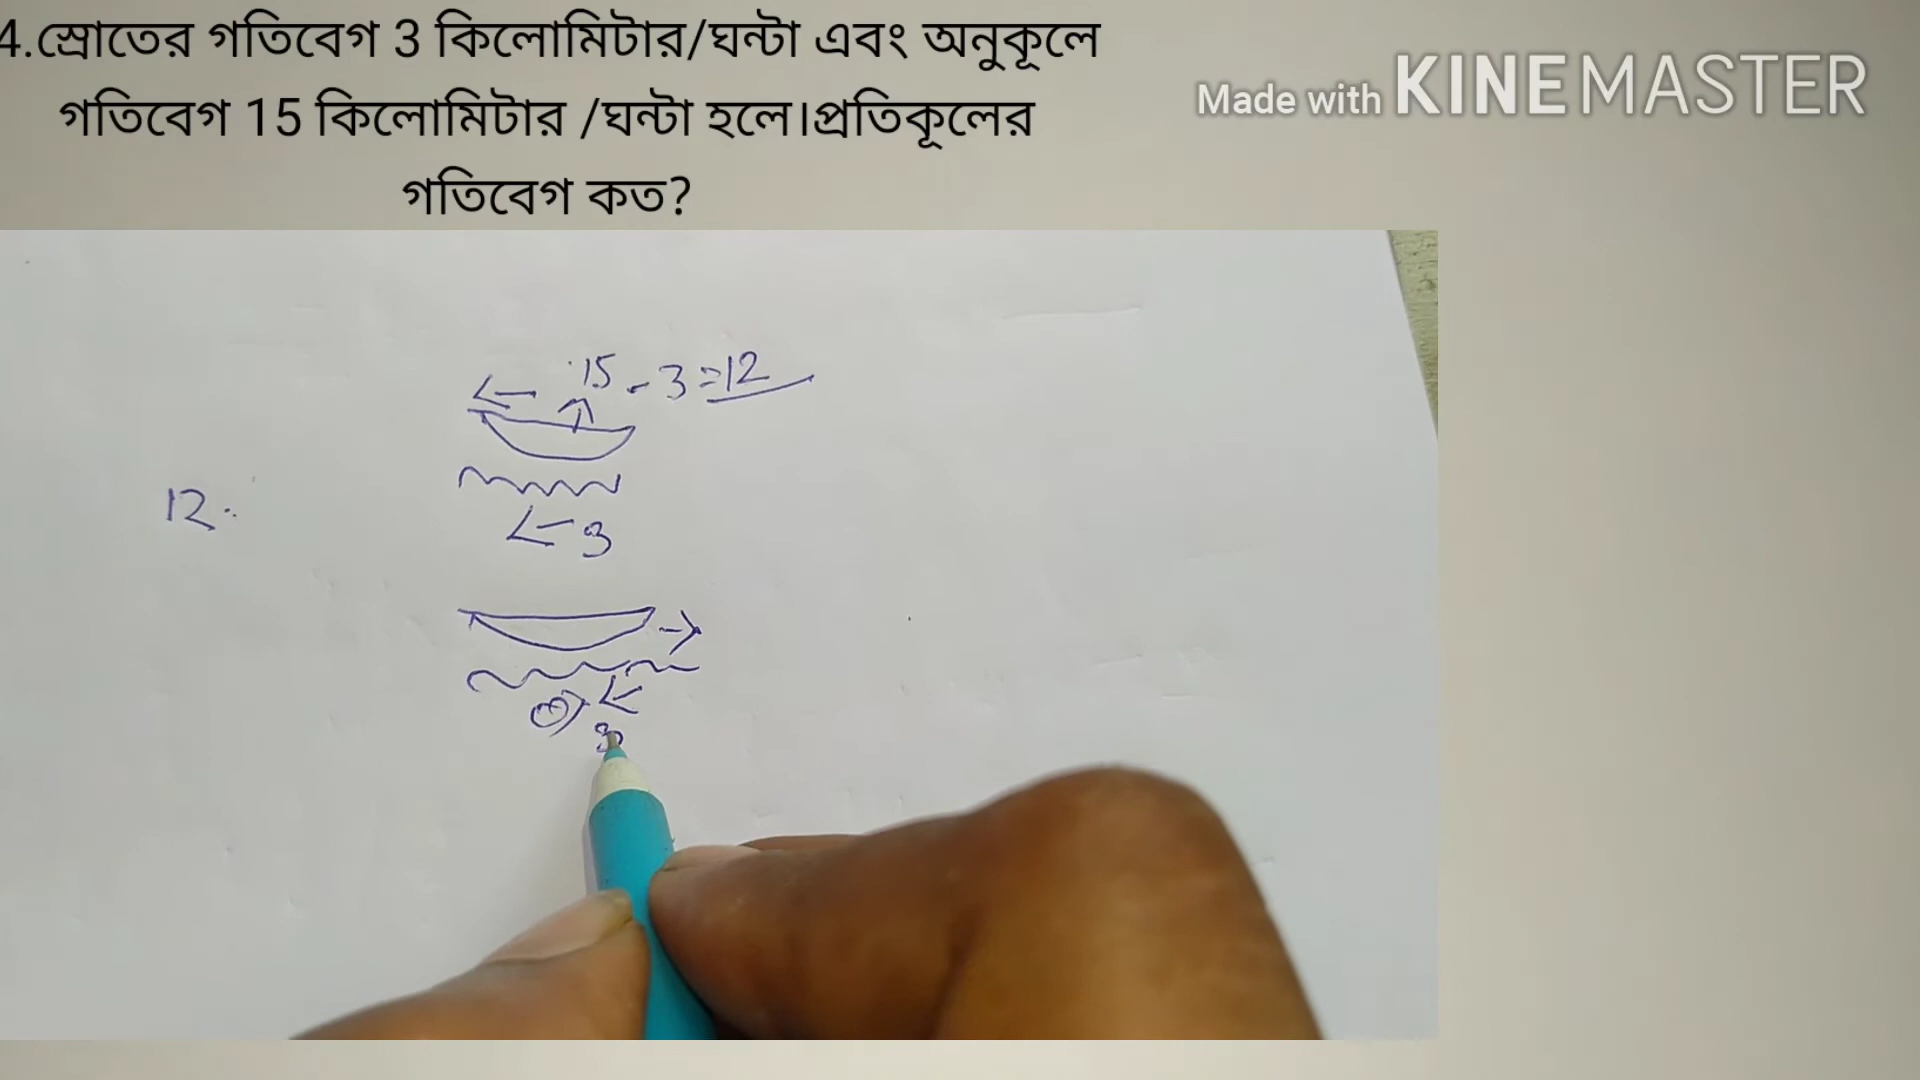 4.স্রোতের গতিবেগ 3 কিলোমিটার/ঘন্টা এবং অনুকূলে
গতিবেগ 15 কিলোমিটার /ঘন্টা হলে।প্রতিকূলের
গতিবেগ কত?
Made with KINEMASTER
15 - 3 = 12
12.
3
3